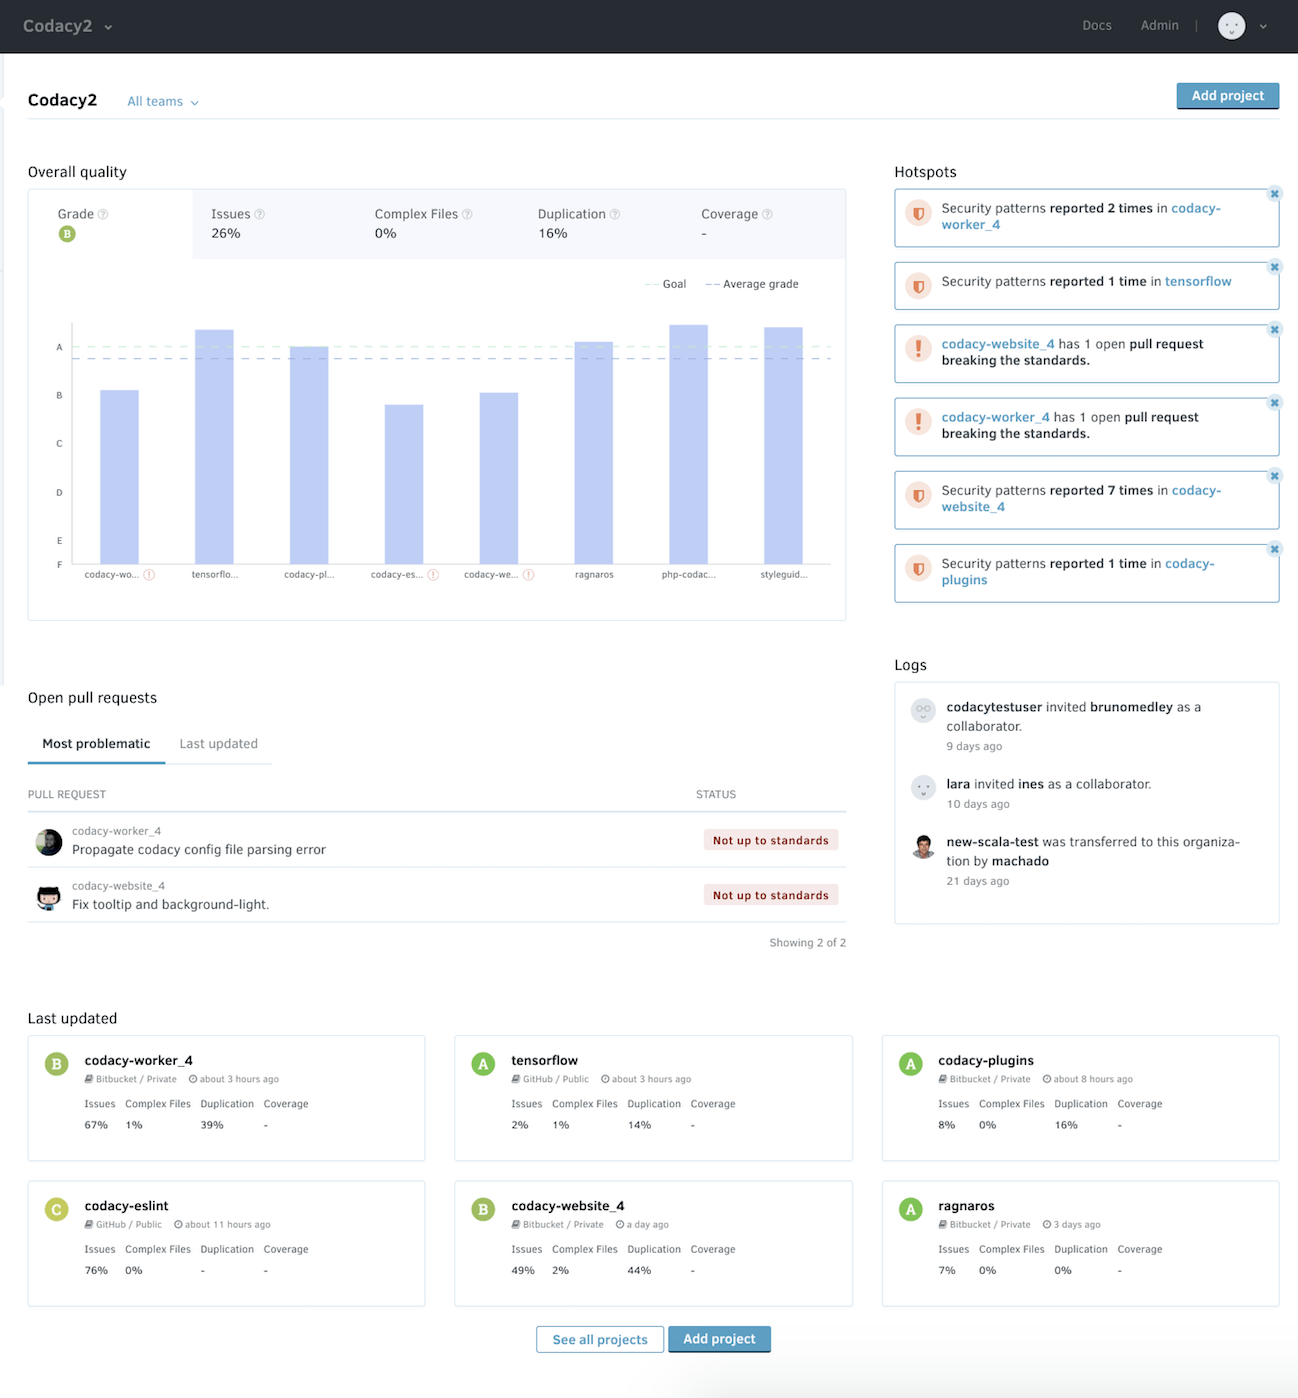 Codacy2
Docs Admin |
Codacy2 All teams
Add project
Overall quality
Grade
B
Issues
26%
Complex Files
0%
Duplication
16%
Coverage
-
Goal Average grade
A
B
C
D
E
F
codacy-wo... tensorflo... codacy-pl... codacy-es... codacy-we... ragnaros php-codac... styleguid...
Hotspots
Security patterns reported 2 times in codacy-
worker_4
Security patterns reported 1 time in tensorflow
codacy-website_4 has 1 open pull request
breaking the standards.
codacy-worker_4 has 1 open pull request
breaking the standards.
Security patterns reported 7 times in codacy-
website_4
Security patterns reported 1 time in codacy-
plugins
Open pull requests
Most problematic Last updated
PULL REQUEST STATUS
codacy-worker_4
Propagate codacy config file parsing error
Not up to standards
codacy-website_4
Fix tooltip and background-light.
Not up to standards
Showing 2 of 2
Logs
codacytestuser invited brunomedley as a
collaborator.
9 days ago
lara invited ines as a collaborator.
10 days ago
new-scala-test was transferred to this organiza-
tion by machado
21 days ago
Last updated
B codacy-worker_4
Bitbucket / Private about 3 hours ago
Issues Complex Files Duplication Coverage
67% 1% 39% -
A tensorflow
GitHub / Public about 3 hours ago
Issues Complex Files Duplication Coverage
2% 1% 14% -
A codacy-plugins
Bitbucket / Private about 8 hours ago
Issues Complex Files Duplication Coverage
8% 0% 16% -
C codacy-eslint
GitHub / Public about 11 hours ago
Issues Complex Files Duplication Coverage
76% 0% - -
B codacy-website_4
Bitbucket / Private a day ago
Issues Complex Files Duplication Coverage
49% 2% 44% -
A ragnaros
Bitbucket / Private 3 days ago
Issues Complex Files Duplication Coverage
7% 0% 0% -
See all projects Add project